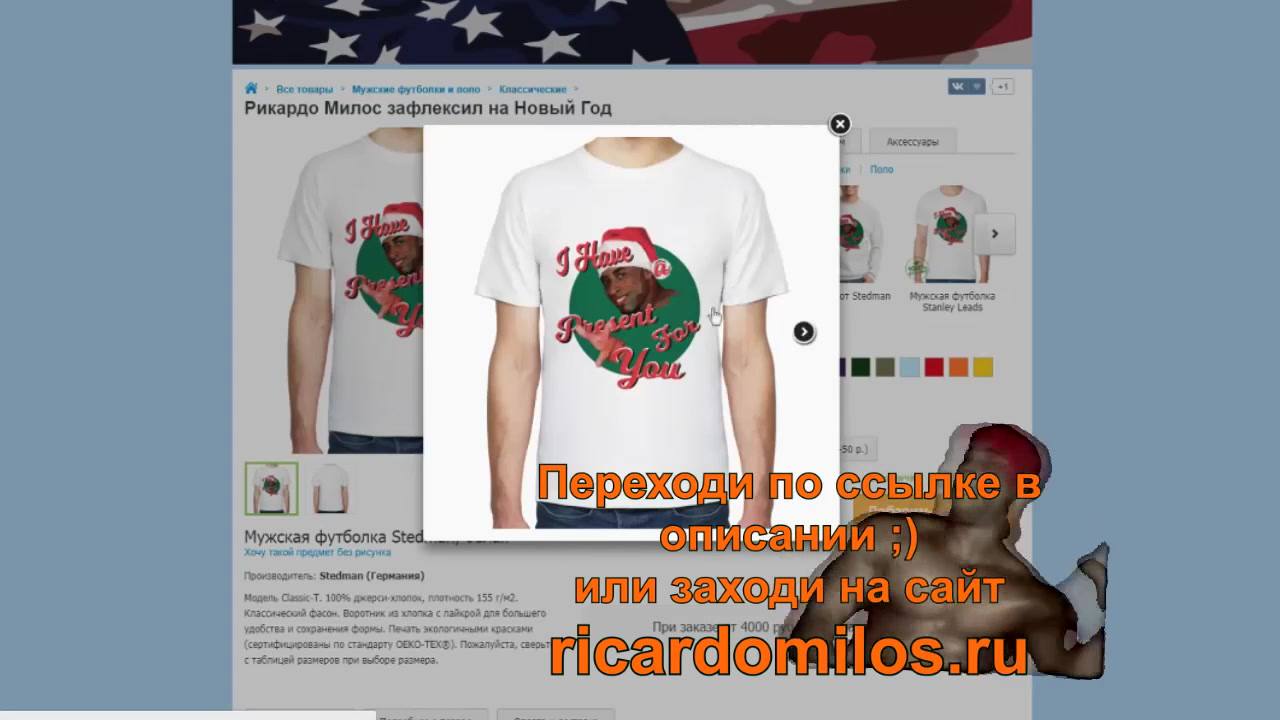 Все товары > Мужские футболки и поло > Классические >
+1
Рикардо Милос зафлексил на Новый Год
Аксессуары
Поло
I Have
a
Present
For
You
I Have
Present
от Stedman
Мужская футболка
Stanley Leads
-50 р.)
Переходи по ссылке в
описании ;)
или заходи на сайт
ricardomilos.ru
Мужская футболка
Хочу такой предмет без рисунка
Производитель: Stedman (Германия)
Модель Classic-T. 100% джерси-хлопок, плотность 155 г/м2.
Классический фасон. Воротник из хлопка с лайкрой для большего
удобства и сохранения формы. Печать экологичными красками
(сертифицированы по стандарту OEKO-TEX®). Пожалуйста, сверьт
с таблицей размеров при выборе размера.
При заказе от 4000